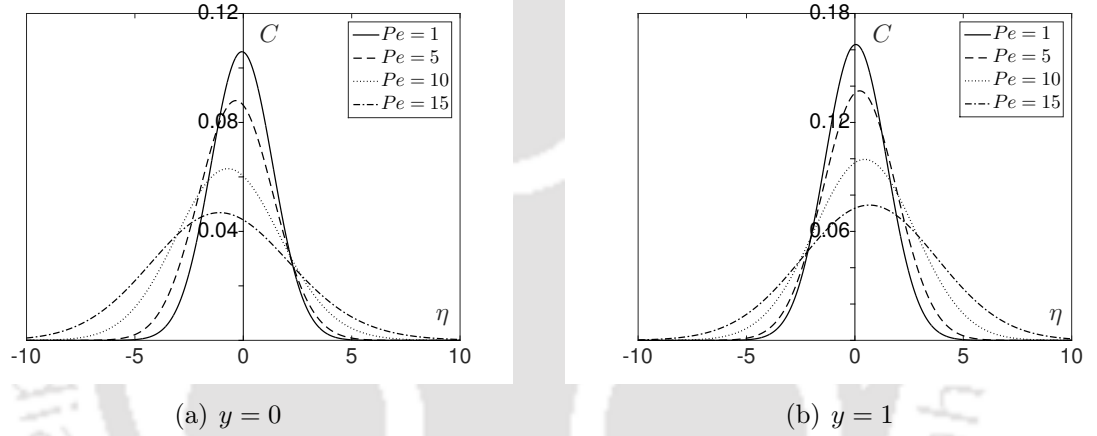 0.12
C
Pe = 1
Pe = 5
Pe = 10
Pe = 15
0.08
0.04
η
-10 -5 0 5 10
(a) y = 0
0.18
C
Pe = 1
Pe = 5
Pe = 10
Pe = 15
0.12
0.06
η
-10 -5 0 5 10
(b) y = 1